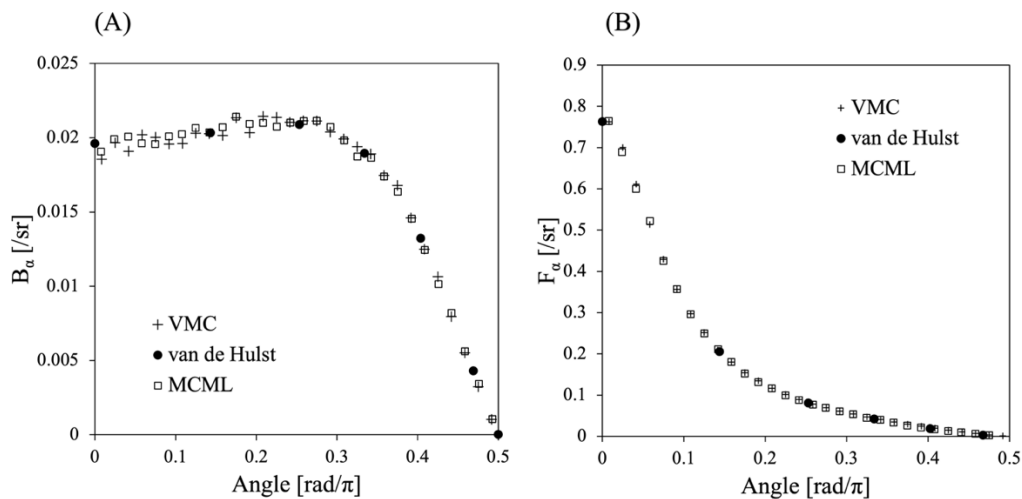 (A)
B_α [/sr]
0.025
0.02
0.015
0.01
0.005
0
0 0.1 0.2 0.3 0.4 0.5
Angle [rad/π]
VMC
van de Hulst
MCML
(B)
F_α [/sr]
0.9
0.8
0.7
0.6
0.5
0.4
0.3
0.2
0.1
0
0 0.1 0.2 0.3 0.4 0.5
Angle [rad/π]
VMC
van de Hulst
MCML